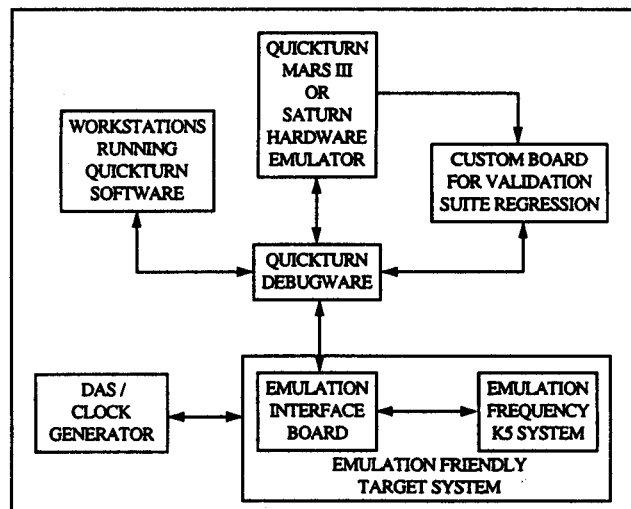 QUICKTURN
MARS III
OR
SATURN
HARDWARE
EMULATOR
WORKSTATIONS
RUNNING
QUICKTURN
SOFTWARE
CUSTOM BOARD
FOR VALIDATION
SUITE REGRESSION
QUICKTURN
DEBUGWARE
DAS /
CLOCK
GENERATOR
EMULATION
INTERFACE
BOARD
EMULATION
FREQUENCY
K5 SYSTEM
EMULATION FRIENDLY
TARGET SYSTEM